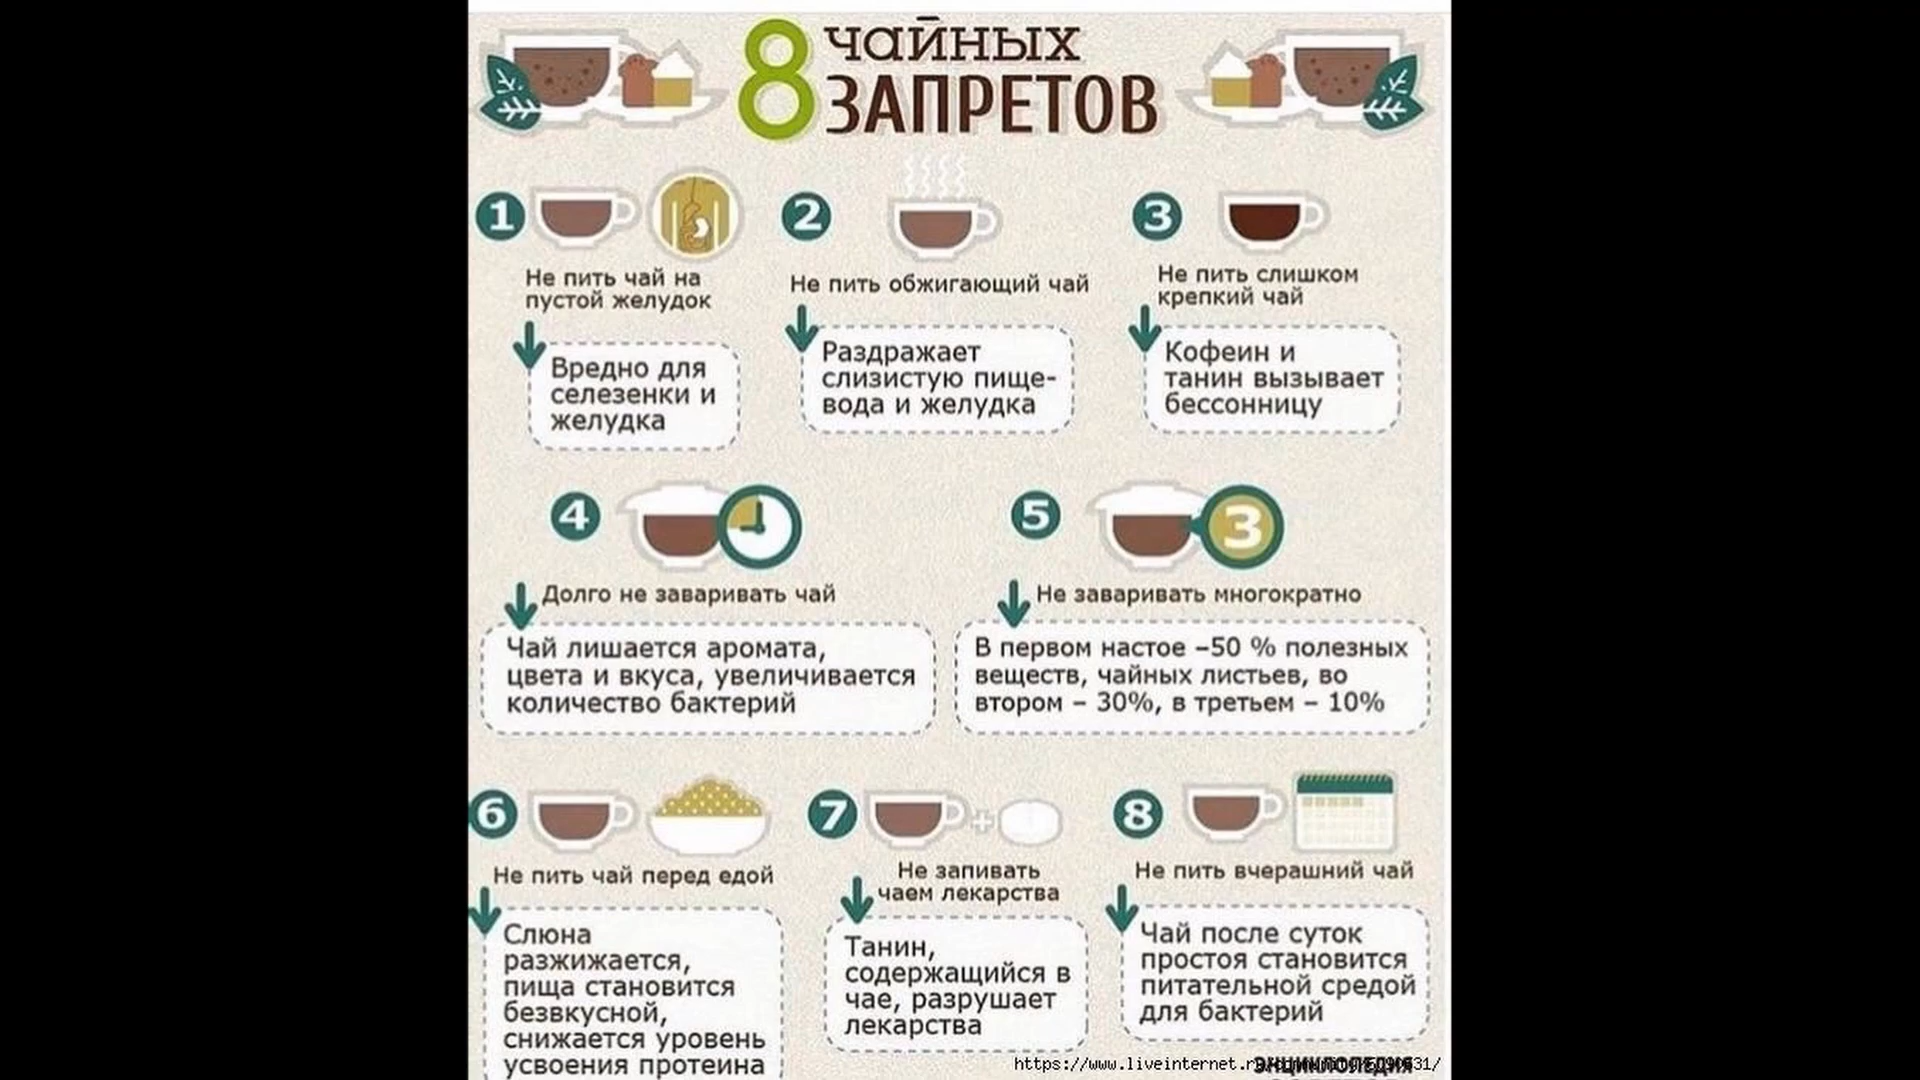 8 чайных
ЗАПРЕТОВ
1
Не пить чай на
пустой желудок
Вредно для
селезенки и
желудка
2
Не пить обжигающий чай
Раздражает
слизистую пище-
вода и желудка
3
Не пить слишком
крепкий чай
Кофеин и
танин вызывает
бессонницу
4
Долго не заваривать чай
Чай лишается аромата,
цвета и вкуса, увеличивается
количество бактерий
5
3
Не заваривать многократно
В первом настое –50 % полезных
веществ, чайных листьев, во
втором – 30%, в третьем – 10%
6
Не пить чай перед едой
Слюна
разжижается,
пища становится
безвкусной,
снижается уровень
усвоения протеина
7
+
Не запивать
чаем лекарства
Танин,
содержащийся в
чае, разрушает
лекарства
8
Не пить вчерашний чай
Чай после суток
простоя становится
питательной средой
для бактерий
ЭНЦИКЛОПЕДИЯ